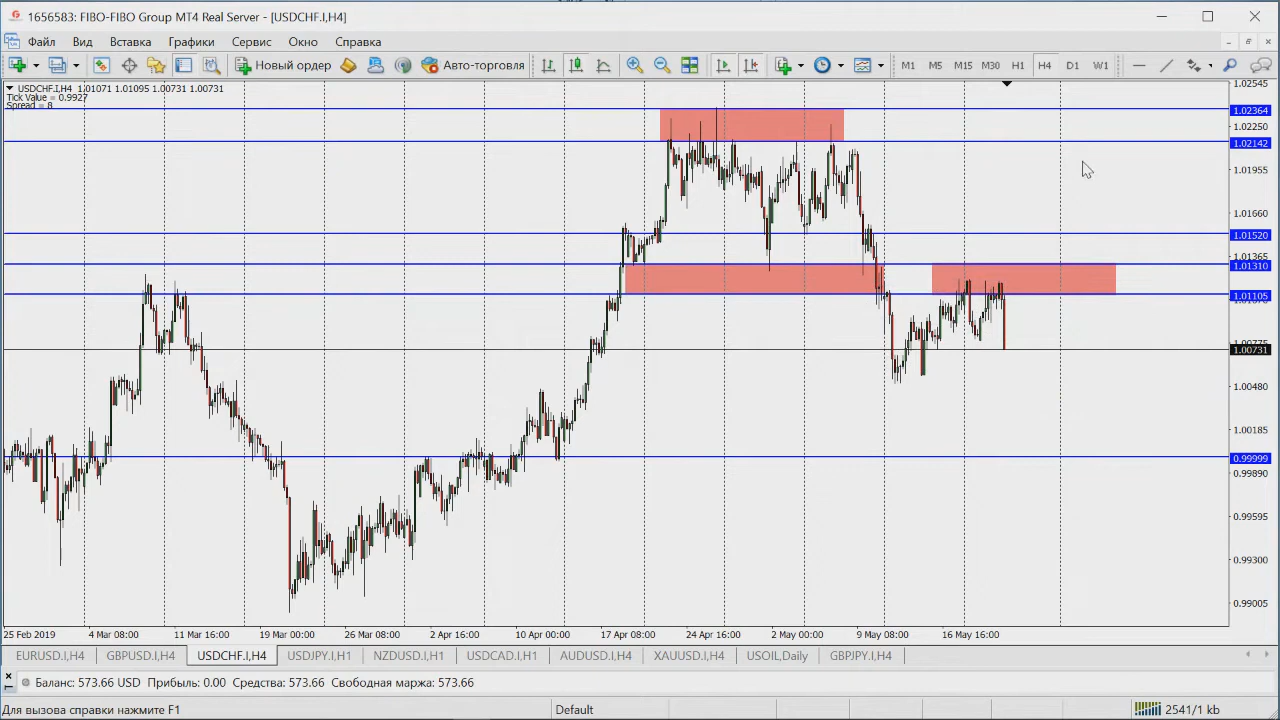 1656583: FIBO-FIBO Group MT4 Real Server - [USDCHF.I,H4]
Файл Вид Вставка Графики Сервис Окно Справка
Новый ордер Авто-торговля M1 M5 M15 M30 H1 H4 D1 W1
USDCHF.I,H4 1.01071 1.01095 1.00731 1.00731
Tick Value = 0.9927
Spread = 8
1.02545
1.02364
1.02250
1.02142
1.01955
1.01660
1.01520
1.01365
1.01310
1.01105
1.00731
1.00480
1.00185
0.99999
0.99890
0.99595
0.99300
0.99005
25 Feb 2019 4 Mar 08:00 11 Mar 16:00 19 Mar 00:00 26 Mar 08:00 2 Apr 16:00 10 Apr 00:00 17 Apr 08:00 24 Apr 16:00 2 May 00:00 9 May 08:00 16 May 16:00
EURUSD.I,H4 GBPUSD.I,H4 USDCHF.I,H4 USDJPY.I,H1 NZDUSD.I,H1 USDCAD.I,H1 AUDUSD.I,H4 XAUUSD.I,H4 USOIL,Daily GBPJPY.I,H4
Баланс: 573.66 USD Прибыль: 0.00 Средства: 573.66 Свободная маржа: 573.66
Для вызова справки нажмите F1 Default 2541/1 kb